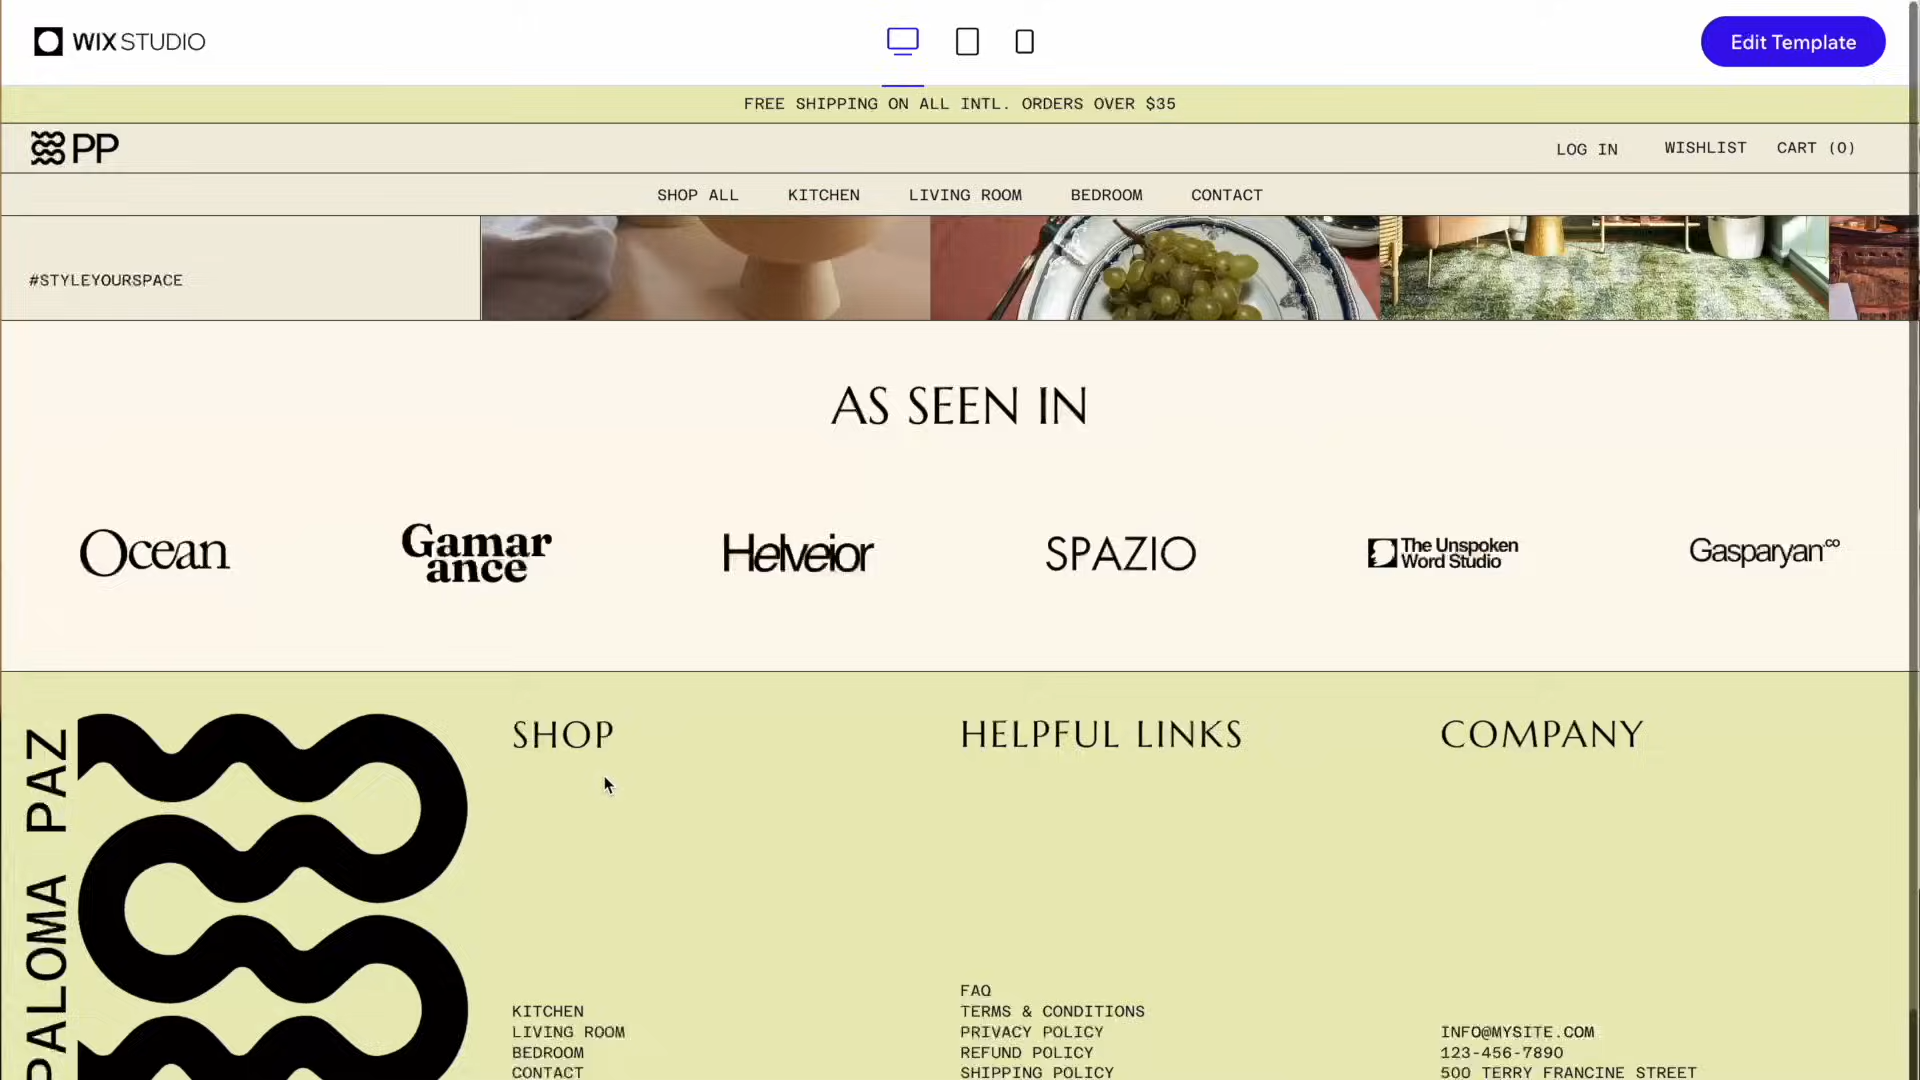 WIX STUDIO
Edit Template
FREE SHIPPING ON ALL INTL. ORDERS OVER $35
PP
LOG IN
WISHLIST
CART (0)
SHOP ALL
KITCHEN
LIVING ROOM
BEDROOM
CONTACT
#STYLEYOURSPACE
AS SEEN IN
Ocean
Gamar
ance
Helveior
SPAZIO
The Unspoken
Word Studio
Gasparyan co
PALOMA PAZ
SHOP
KITCHEN
LIVING ROOM
BEDROOM
CONTACT
HELPFUL LINKS
FAQ
TERMS & CONDITIONS
PRIVACY POLICY
REFUND POLICY
SHIPPING POLICY
COMPANY
INFO@MYSITE.COM
123-456-7890
500 TERRY FRANCINE STREET